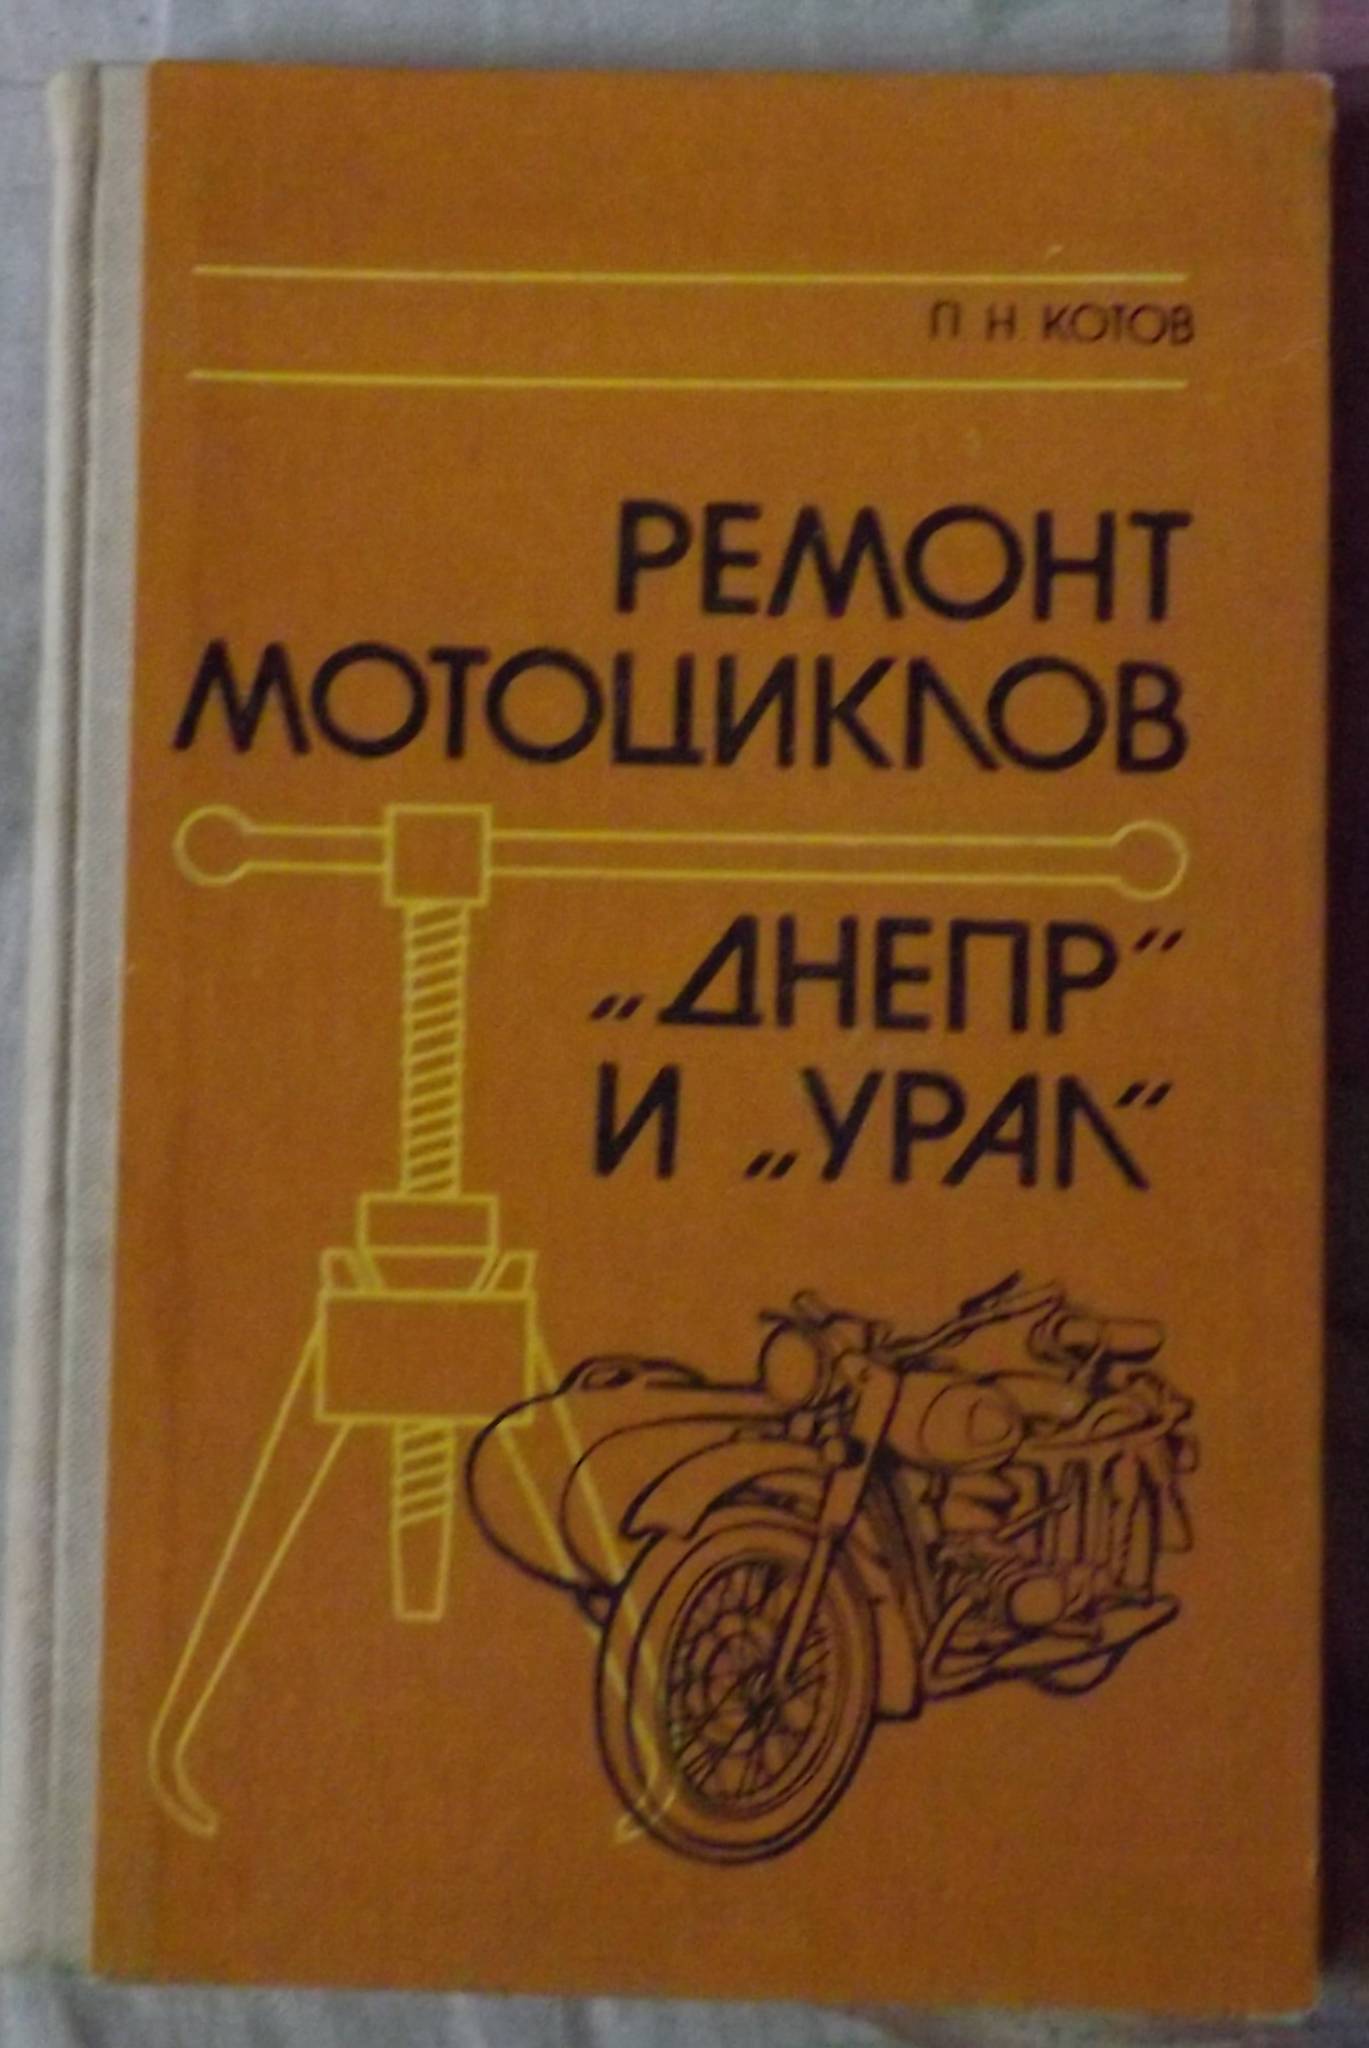 П Н КОТОВ
РЕМОНТ
МОТОЦИКЛОВ
„ДНЕПР“
И „УРАЛ“